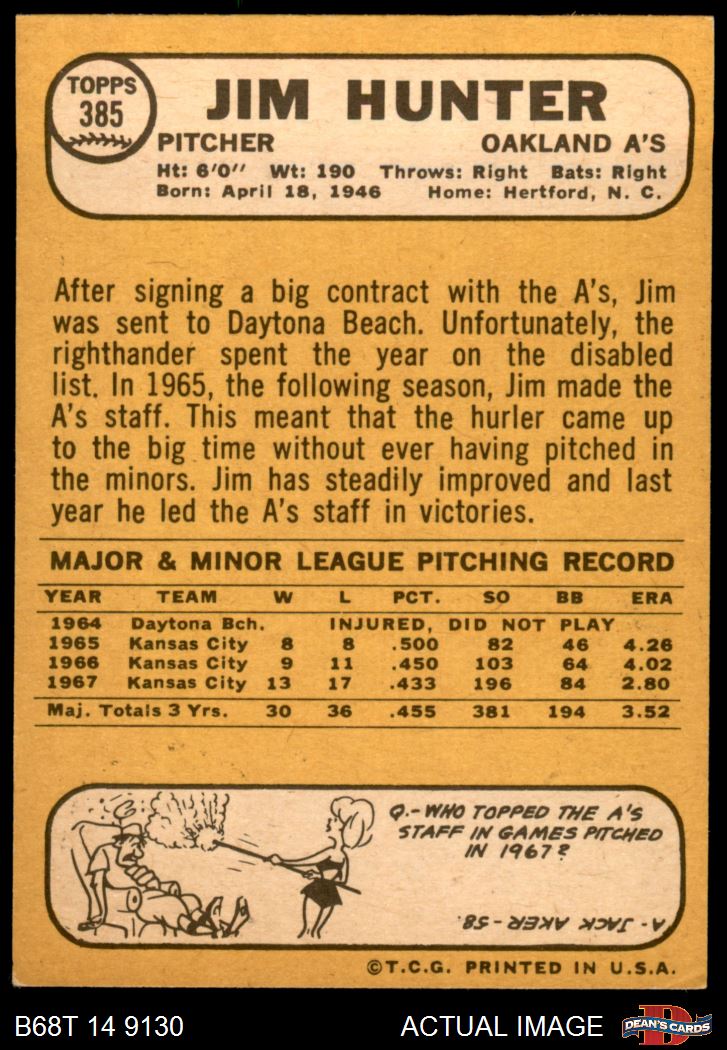 TOPPS
385
JIM HUNTER
PITCHER OAKLAND A'S
Ht: 6'0" Wt: 190 Throws: Right Bats: Right
Born: April 18, 1946 Home: Hertford, N. C.
After signing a big contract with the A's, Jim
was sent to Daytona Beach. Unfortunately, the
righthander spent the year on the disabled
list. In 1965, the following season, Jim made the
A's staff. This meant that the hurler came up
to the big time without ever having pitched in
the minors. Jim has steadily improved and last
year he led the A's staff in victories.
MAJOR & MINOR LEAGUE PITCHING RECORD
YEAR TEAM W L PCT. SO BB ERA
1964 Daytona Bch. INJURED, DID NOT PLAY
1965 Kansas City 8 8 .500 82 46 4.26
1966 Kansas City 9 11 .450 103 64 4.02
1967 Kansas City 13 17 .433 196 84 2.80
Maj. Totals 3 Yrs. 30 36 .455 381 194 3.52
Q.-WHO TOPPED THE A'S
STAFF IN GAMES PITCHED
IN 1967?
A- JACK AKER-58.
©T.C.G. PRINTED IN U.S.A.
B68T 14 9130 ACTUAL IMAGE
D
DEAN'S CARDS